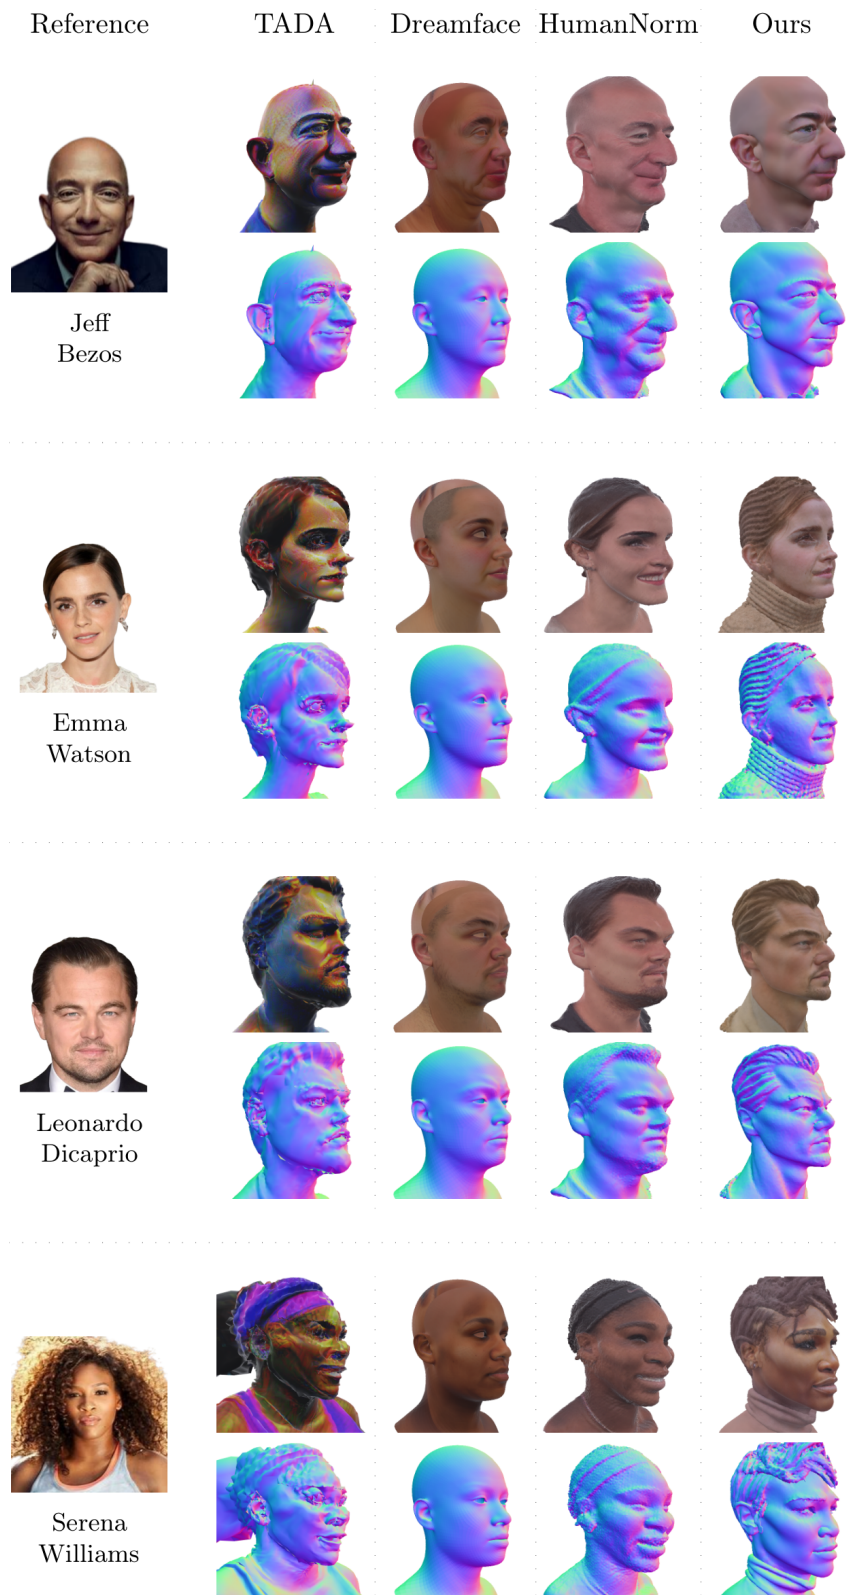 Reference TADA Dreamface HumanNorm Ours
Jeff
Bezos
Emma
Watson
Leonardo
Dicaprio
Serena
Williams